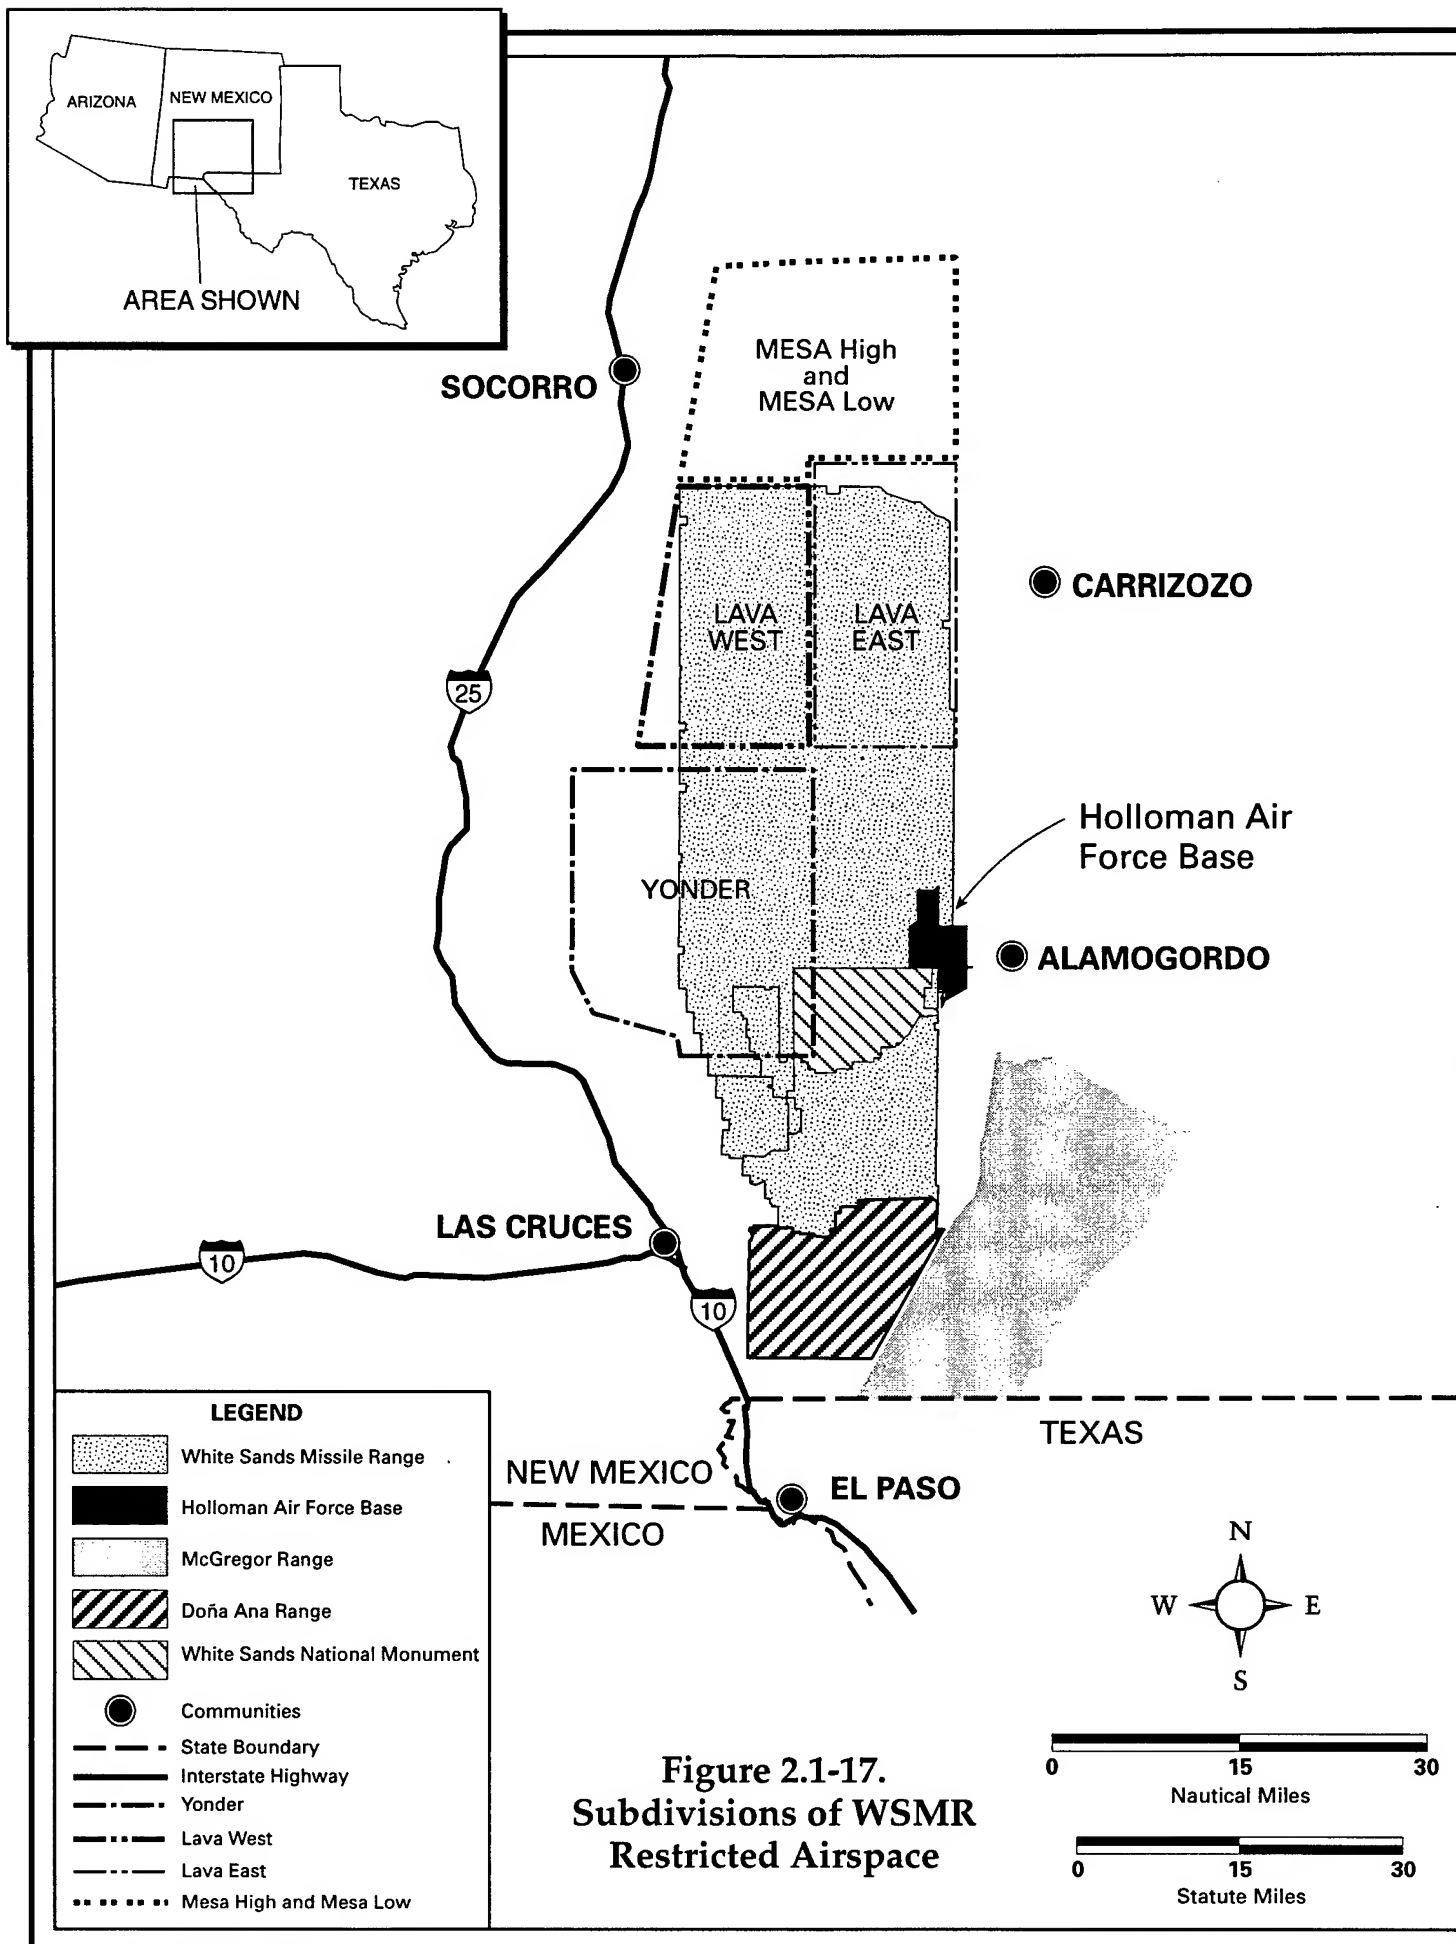 ARIZONA
NEW MEXICO
TEXAS
AREA SHOWN
SOCORRO
MESA High
and
MESA Low
CARRIZOZO
LAVA
WEST
LAVA
EAST
25
Holloman Air
Force Base
YONDER
ALAMOGORDO
LAS CRUCES
10
10
TEXAS
NEW MEXICO
EL PASO
MEXICO
LEGEND
White Sands Missile Range
Holloman Air Force Base
McGregor Range
Doña Ana Range
White Sands National Monument
Communities
State Boundary
Interstate Highway
Yonder
Lava West
Lava East
Mesa High and Mesa Low
N
W E
S
0 15 30
Nautical Miles
0 15 30
Statute Miles
Figure 2.1-17.
Subdivisions of WSMR
Restricted Airspace